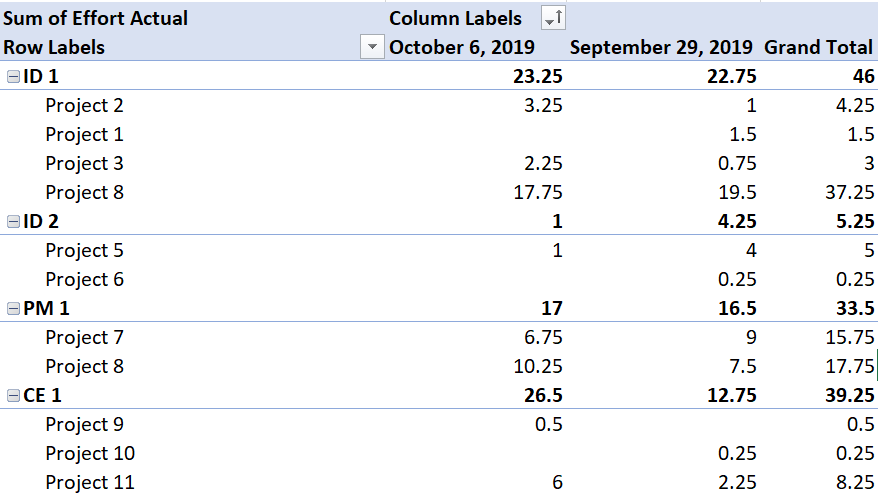 Sum of Effort Actual Column Labels
Row Labels October 6, 2019 September 29, 2019 Grand Total
ID 1 23.25 22.75 46
Project 2 3.25 1 4.25
Project 1 1.5 1.5
Project 3 2.25 0.75 3
Project 8 17.75 19.5 37.25
ID 2 1 4.25 5.25
Project 5 1 4 5
Project 6 0.25 0.25
PM 1 17 16.5 33.5
Project 7 6.75 9 15.75
Project 8 10.25 7.5 17.75
CE 1 26.5 12.75 39.25
Project 9 0.5 0.5
Project 10 0.25 0.25
Project 11 6 2.25 8.25